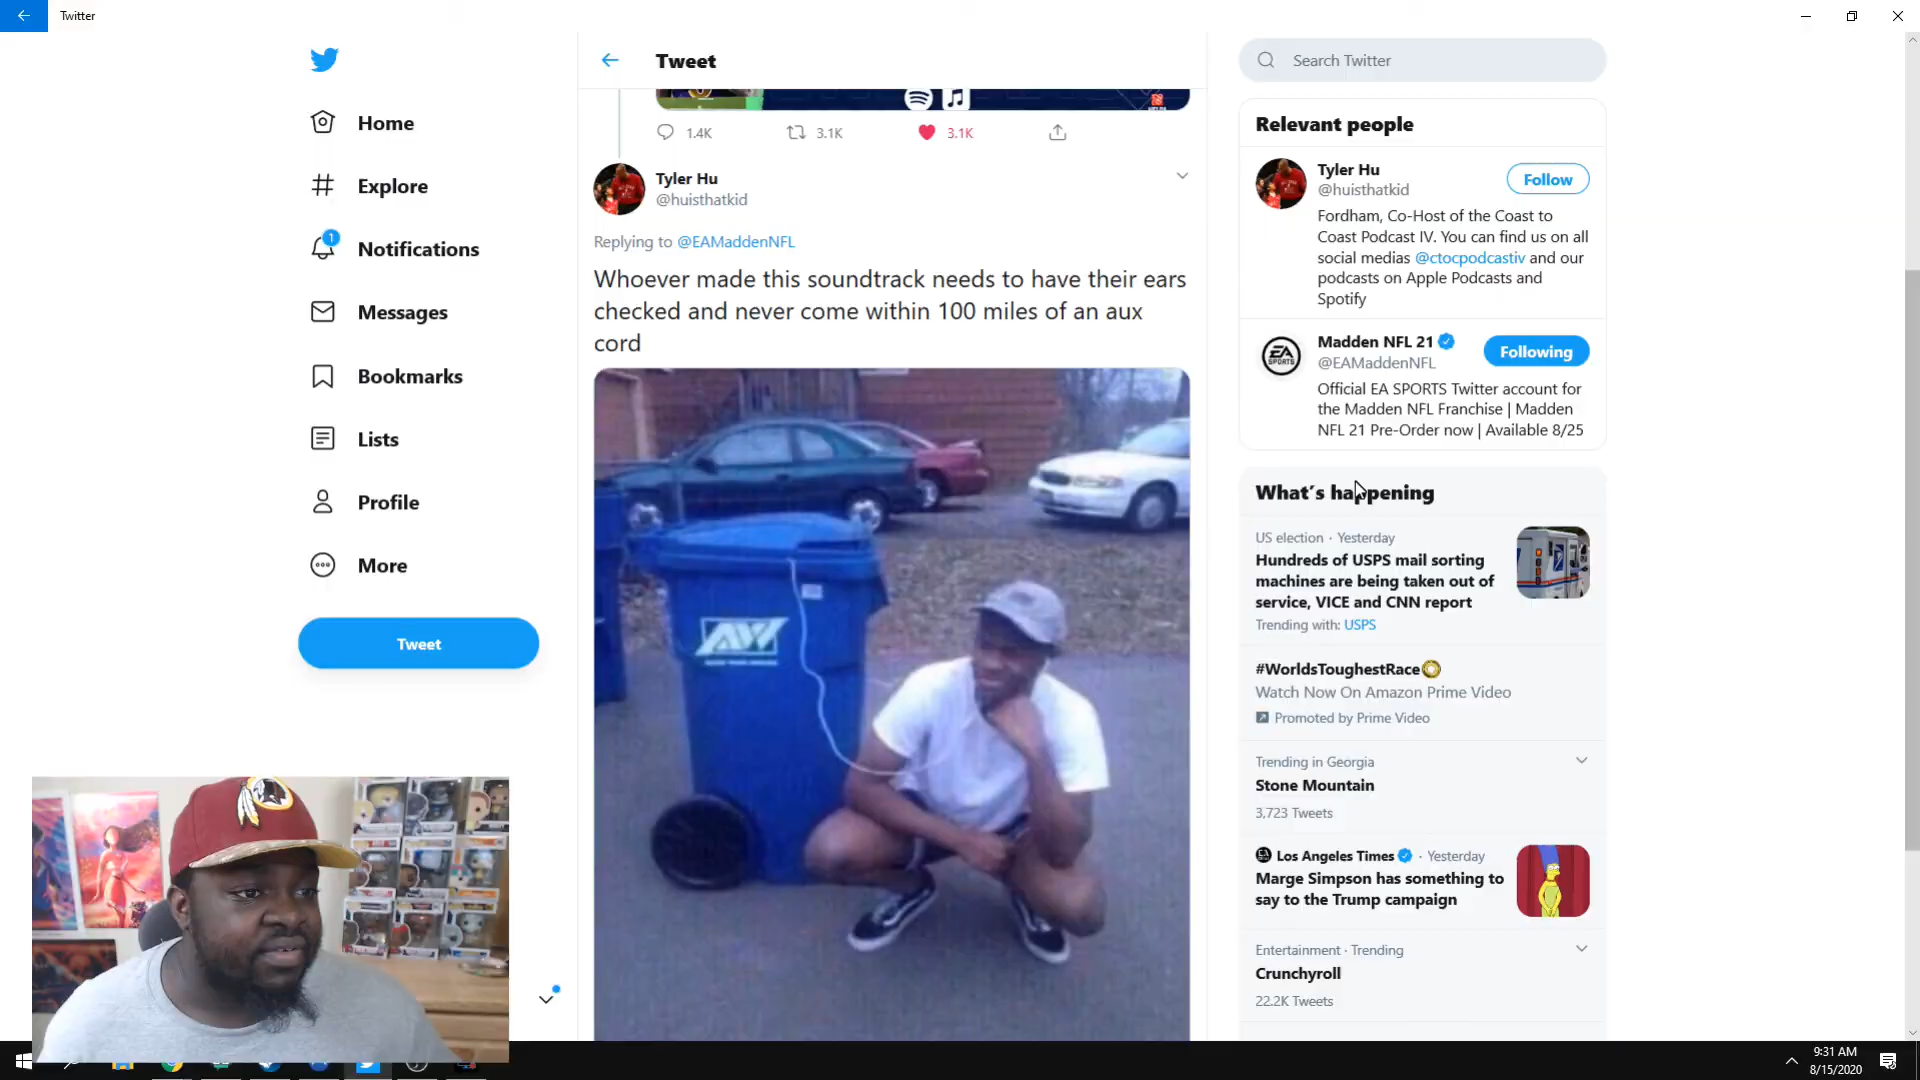 Twitter
Tweet
Search Twitter
Home
Explore
1
Notifications
Messages
Bookmarks
Lists
Profile
More
Tweet
1.4K
3.1K
3.1K
Tyler Hu
@huisthatkid
Replying to @EAMaddenNFL
Whoever made this soundtrack needs to have their ears
checked and never come within 100 miles of an aux
cord
AW
Relevant people
Tyler Hu
@huisthatkid
Follow
Fordham, Co-Host of the Coast to
Coast Podcast IV. You can find us on all
social medias @ctocpodcastiv and our
podcasts on Apple Podcasts and
Spotify
EA
SPORTS
Madden NFL 21
@EAMaddenNFL
Following
Official EA SPORTS Twitter account for
the Madden NFL Franchise | Madden
NFL 21 Pre-Order now | Available 8/25
What's happening
US election · Yesterday
Hundreds of USPS mail sorting
machines are being taken out of
service, VICE and CNN report
Trending with: USPS
#WorldsToughestRace
Watch Now On Amazon Prime Video
Promoted by Prime Video
Trending in Georgia
Stone Mountain
3,723 Tweets
Los Angeles Times · Yesterday
Marge Simpson has something to
say to the Trump campaign
Entertainment · Trending
Crunchyroll
22.2K Tweets
9:31 AM
8/15/2020